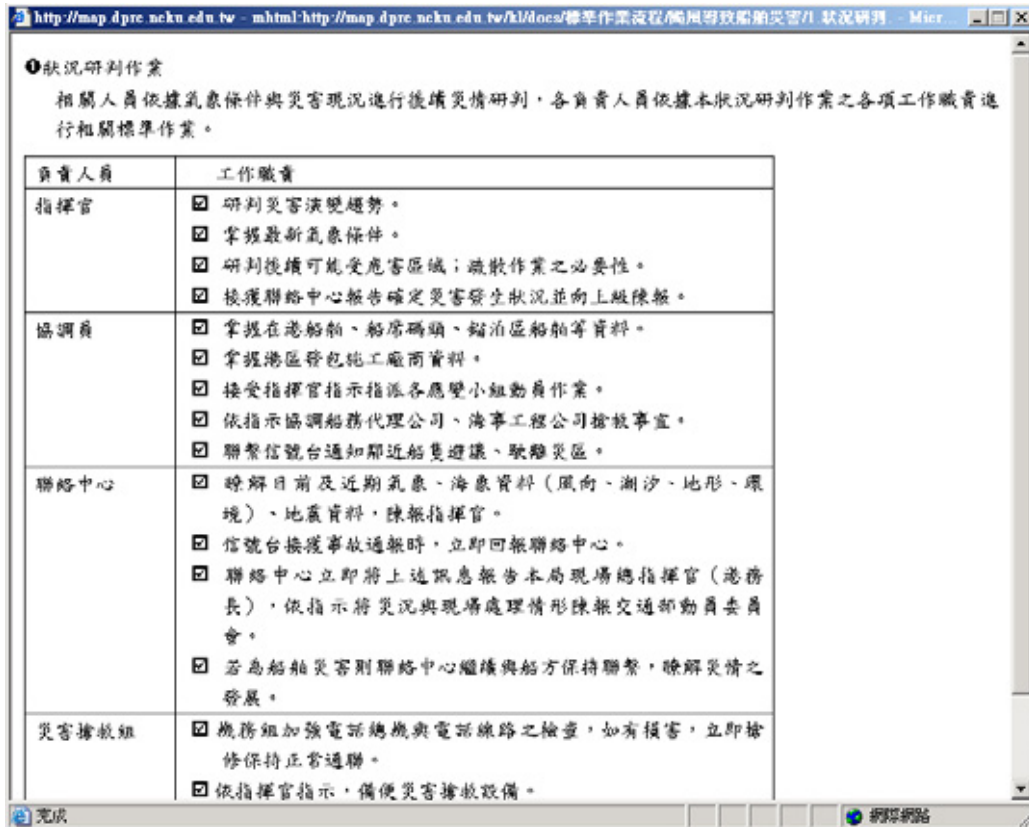 http://map.dprc.ncku.edu.tw - mhtml:http://map.dprc.ncku.edu.tw/kl/docs/標準作業流程/颱風導致船舶災害/1.狀況研判... - Micr...
❶狀況研判作業
相關人員依據氣象條件與災害現況進行後續災情研判，各負責人員依據本狀況研判作業之各項工作職責進
行相關標準作業。
負責人員 工作職責
指揮官 ☑ 研判災害演變趨勢。
☑ 掌握最新氣象條件。
☑ 研判後續可能受危害區域；疏散作業之必要性。
☑ 接獲聯絡中心報告確定災害發生狀況並向上級陳報。
協調員 ☑ 掌握在港船舶、船席碼頭、錨泊區船舶等資料。
☑ 掌握港區發包施工廠商資料。
☑ 接受指揮官指示指派各應變小組動員作業。
☑ 依指示協調船務代理公司、海事工程公司搶救事宜。
☑ 聯繫信號台通知鄰近船隻避讓、駛離災區。
聯絡中心 ☑ 瞭解目前及近期氣象、海象資料（風向、潮汐、地形、環
境）、地震資料，陳報指揮官。
☑ 信號台接獲事故通報時，立即回報聯絡中心。
☑ 聯絡中心立即將上述訊息報告本局現場總指揮官（港務
長），依指示將災況與現場處理情形陳報交通部動員委員
會。
☑ 若為船舶災害則聯絡中心繼續與船方保持聯繫，瞭解災情之
發展。
災害搶救組 ☑ 機務組加強電話總機與電話線路之檢查，如有損害，立即搶
修保持正常通聯。
☑ 依指揮官指示，備便災害搶救設備。
完成 網際網路